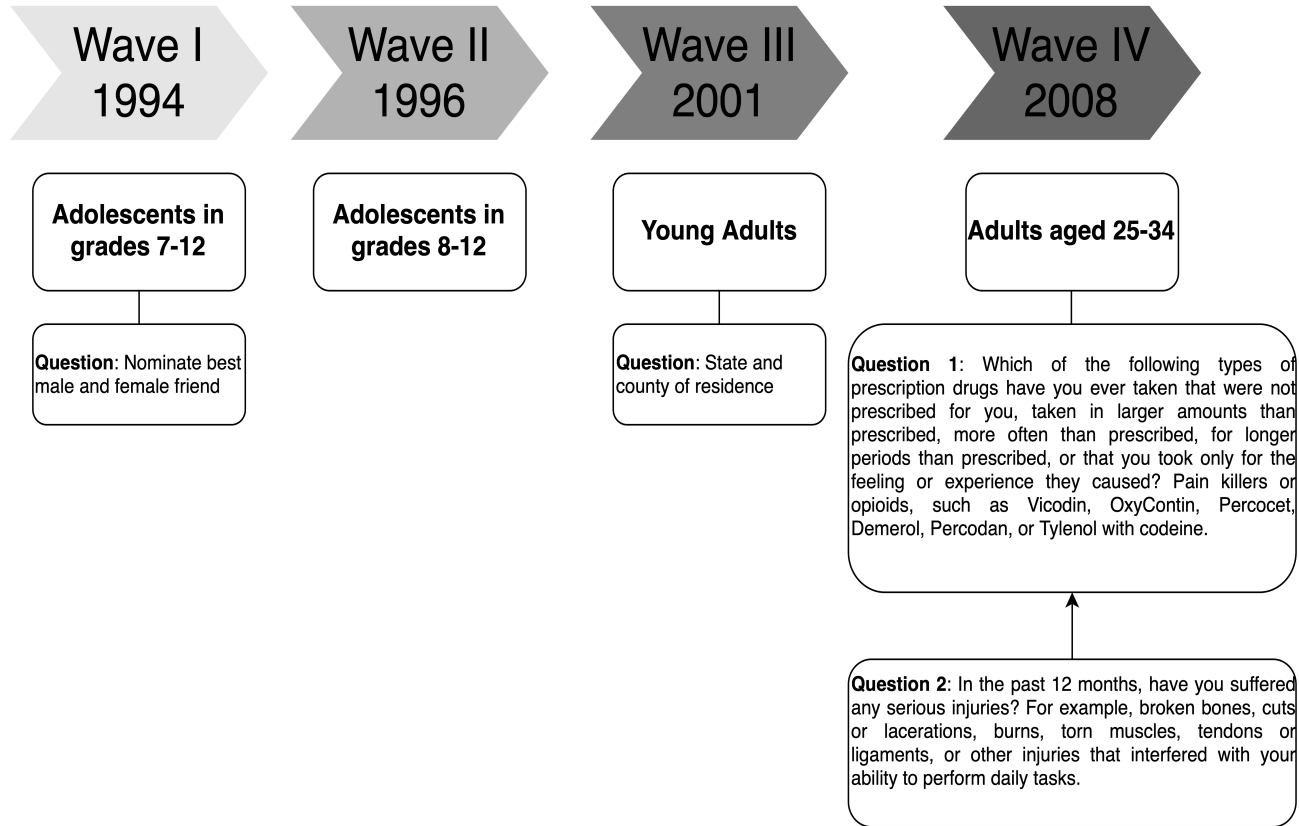 Wave I
1994
Wave II
1996
Wave III
2001
Wave IV
2008
Adolescents in
grades 7-12
Adolescents in
grades 8-12
Young Adults
Adults aged 25-34
Question: Nominate best
male and female friend
Question: State and
county of residence
Question 1: Which of the following types of
prescription drugs have you ever taken that were not
prescribed for you, taken in larger amounts than
prescribed, more often than prescribed, for longer
periods than prescribed, or that you took only for the
feeling or experience they caused? Pain killers or
opioids, such as Vicodin, OxyContin, Percocet,
Demerol, Percodan, or Tylenol with codeine.
Question 2: In the past 12 months, have you suffered
any serious injuries? For example, broken bones, cuts
or lacerations, burns, torn muscles, tendons or
ligaments, or other injuries that interfered with your
ability to perform daily tasks.